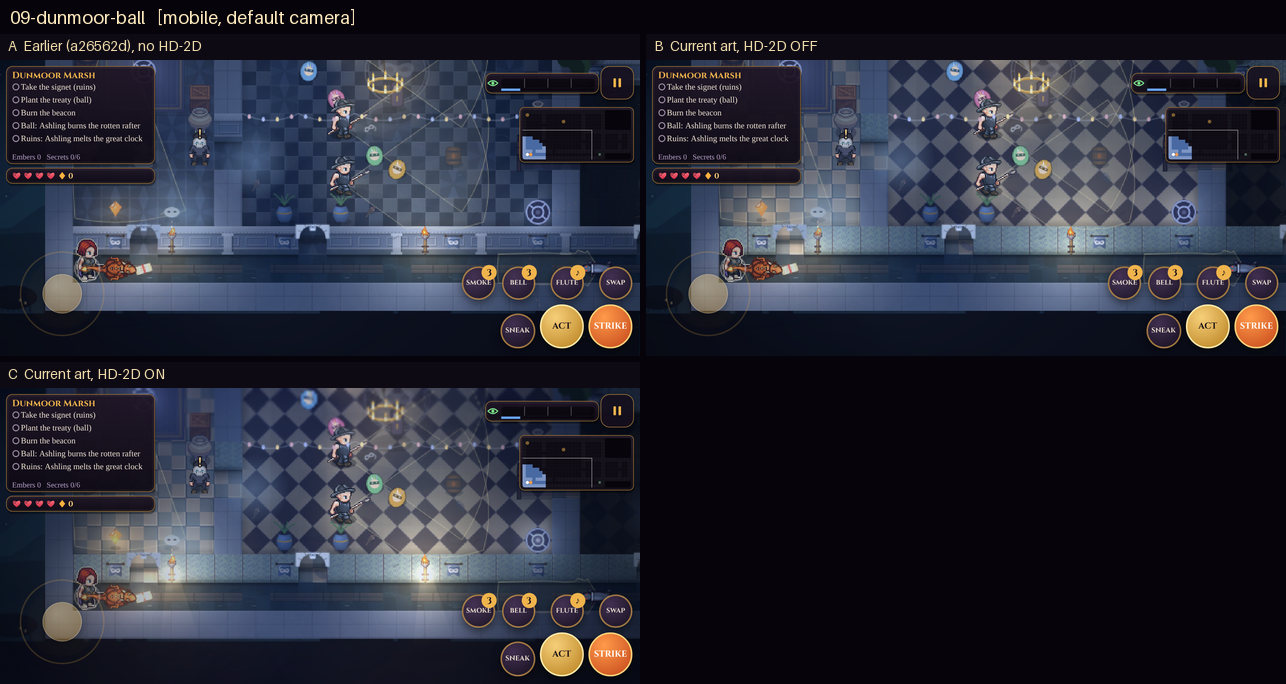 09-dunmoor-ball [mobile, default camera]
A Earlier (a26562d), no HD-2D
DUNMOOR MARSH
Take the signet (ruins)
Plant the treaty (ball)
Burn the beacon
Ball: Ashling burns the rotten rafter
Ruins: Ashling melts the great clock
Embers 0 Secrets 0/6
0
3
3
♪
SMOKE
BELL
FLUTE
SWAP
SNEAK
ACT
STRIKE
B Current art, HD-2D OFF
DUNMOOR MARSH
Take the signet (ruins)
Plant the treaty (ball)
Burn the beacon
Ball: Ashling burns the rotten rafter
Ruins: Ashling melts the great clock
Embers 0 Secrets 0/6
0
3
3
♪
SMOKE
BELL
FLUTE
SWAP
SNEAK
ACT
STRIKE
C Current art, HD-2D ON
DUNMOOR MARSH
Take the signet (ruins)
Plant the treaty (ball)
Burn the beacon
Ball: Ashling burns the rotten rafter
Ruins: Ashling melts the great clock
Embers 0 Secrets 0/6
0
3
3
♪
SMOKE
BELL
FLUTE
SWAP
SNEAK
ACT
STRIKE